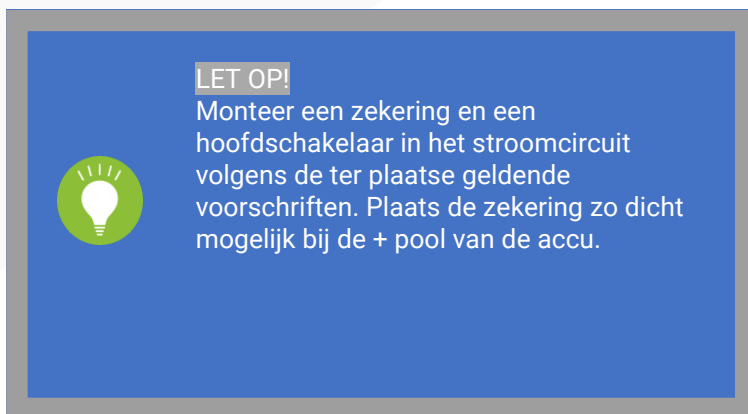 LET OP!
Monteer een zekering en een
hoofdschakelaar in het stroomcircuit
volgens de ter plaatse geldende
voorschriften. Plaats de zekering zo dicht
mogelijk bij de + pool van de accu.